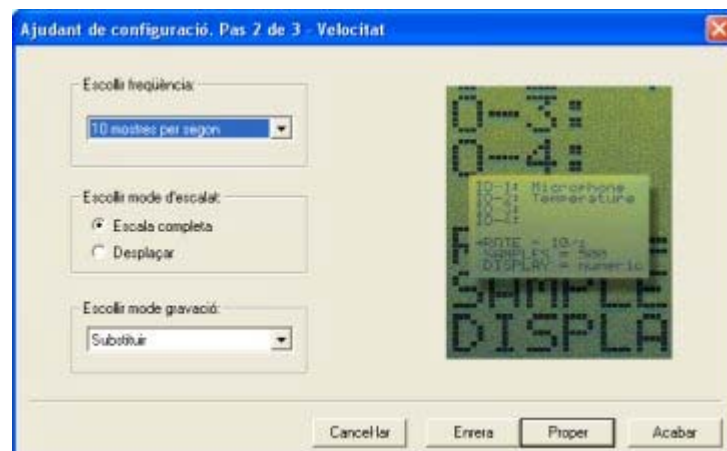 Ajudant de configuració. Pas 2 de 3 - Velocitat
Escollir freqüència:
10 mostres per segon
Escollir mode d'escalat:
Escala completa
Desplaçar
Escollir mode gravació:
Substituir
0-3:
0-4:
IO-1: Microphone
IO-2: Temperature
IO-3:
IO-4:
RATE = 10/s
SAMPLES = 500
DISPLAY = numeric
SAMPLE
DISPLA
Cancel·lar
Enrera
Proper
Acabar